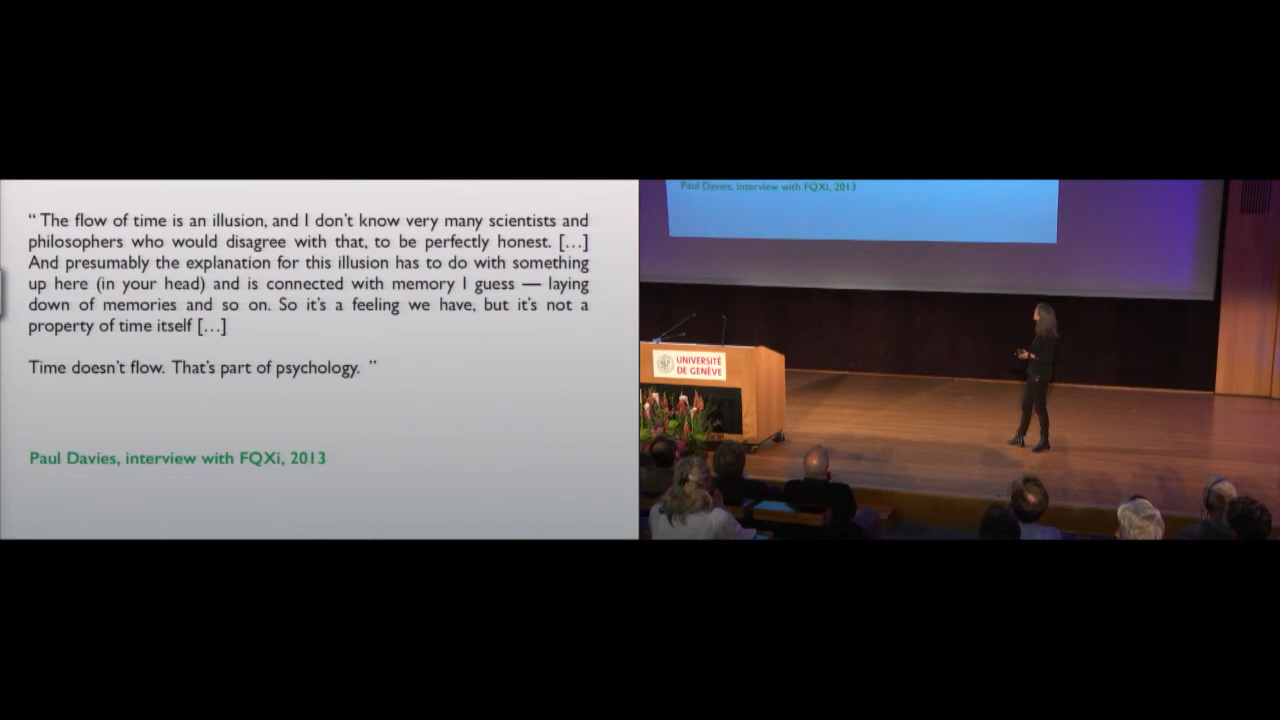 “ The flow of time is an illusion, and I don’t know very many scientists and
philosophers who would disagree with that, to be perfectly honest. […]
And presumably the explanation for this illusion has to do with something
up here (in your head) and is connected with memory I guess — laying
down of memories and so on. So it’s a feeling we have, but it’s not a
property of time itself […]
Time doesn’t flow. That’s part of psychology. ”
Paul Davies, interview with FQXi, 2013
Paul Davies, interview with FQXi, 2013
UNIVERSITÉ
DE GENÈVE